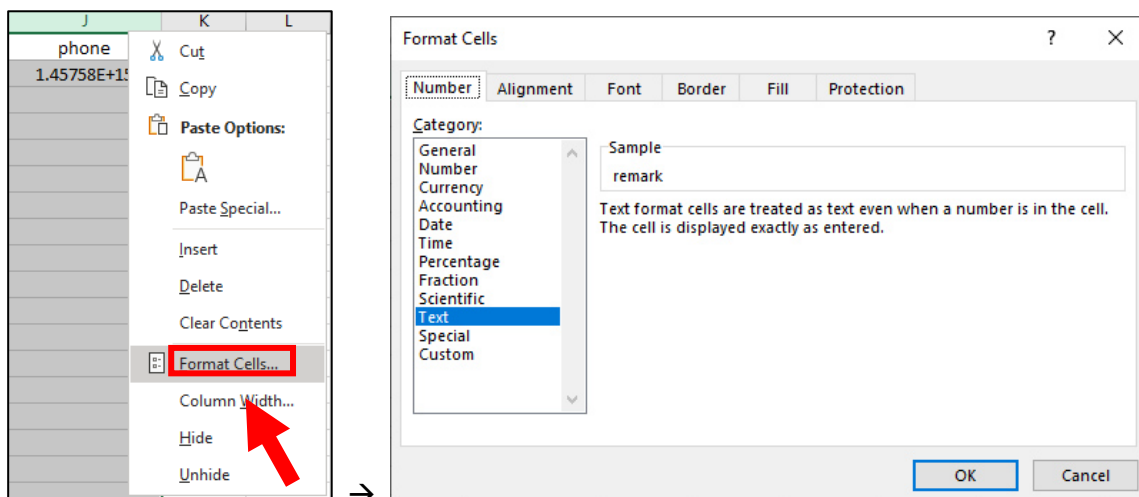 J K L
phone
1.45758E+15
Cut
Copy
Paste Options:
A
Paste Special...
Insert
Delete
Clear Contents
Format Cells...
Column Width...
Hide
Unhide
→
Format Cells ? ×
Number Alignment Font Border Fill Protection
Category:
General
Number
Currency
Accounting
Date
Time
Percentage
Fraction
Scientific
Text
Special
Custom
Sample
remark
Text format cells are treated as text even when a number is in the cell.
The cell is displayed exactly as entered.
OK Cancel